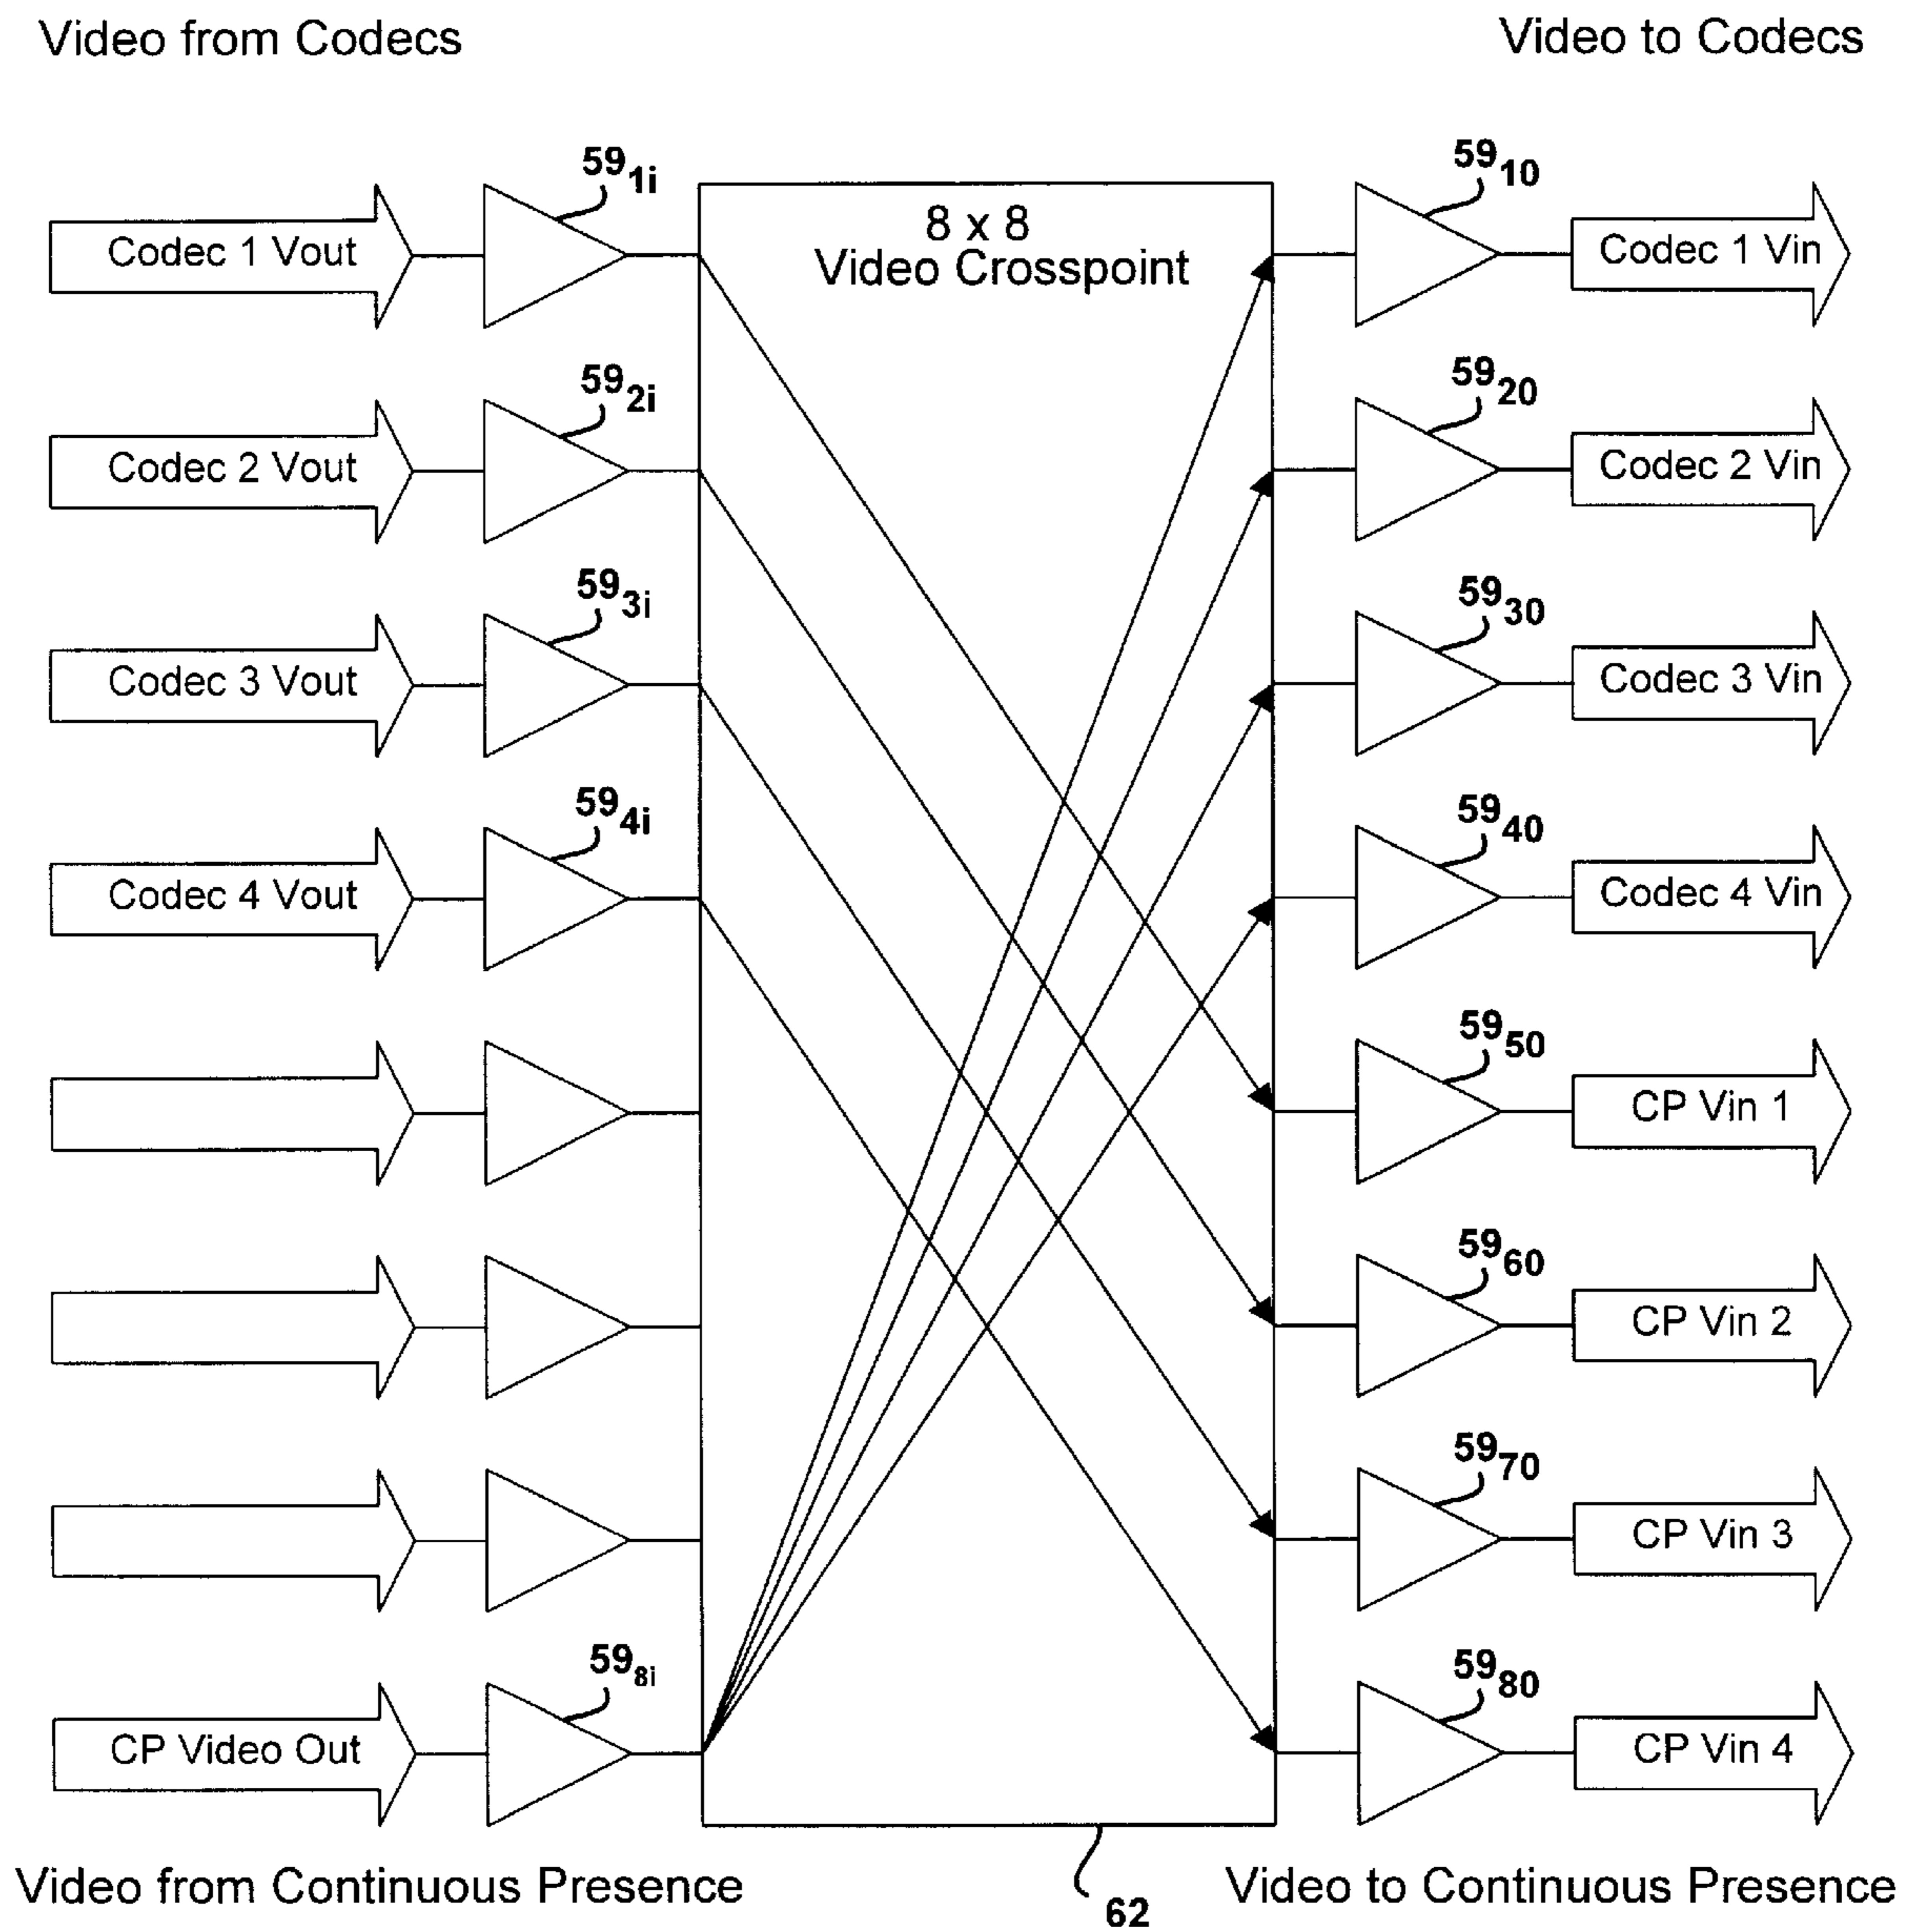 Video from Codecs
Video to Codecs
8 x 8
Video Crosspoint
Codec 1 Vout
59 1i
59 10
Codec 1 Vin
Codec 2 Vout
59 2i
59 20
Codec 2 Vin
Codec 3 Vout
59 3i
59 30
Codec 3 Vin
Codec 4 Vout
59 4i
59 40
Codec 4 Vin
59 50
CP Vin 1
59 60
CP Vin 2
59 70
CP Vin 3
CP Video Out
59 8i
59 80
CP Vin 4
Video from Continuous Presence
62
Video to Continuous Presence